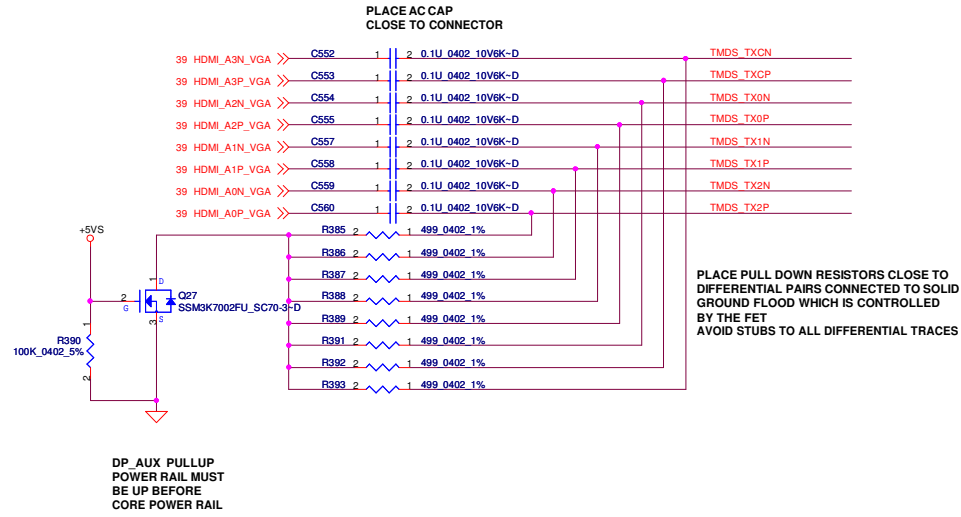 PLACE AC CAP
CLOSE TO CONNECTOR
39 HDMI_A3N_VGA C552 1 2 0.1U_0402_10V6K~D TMDS_TXCN
39 HDMI_A3P_VGA C553 1 2 0.1U_0402_10V6K~D TMDS_TXCP
39 HDMI_A2N_VGA C554 1 2 0.1U_0402_10V6K~D TMDS_TX0N
39 HDMI_A2P_VGA C555 1 2 0.1U_0402_10V6K~D TMDS_TX0P
39 HDMI_A1N_VGA C557 1 2 0.1U_0402_10V6K~D TMDS_TX1N
39 HDMI_A1P_VGA C558 1 2 0.1U_0402_10V6K~D TMDS_TX1P
39 HDMI_A0N_VGA C559 1 2 0.1U_0402_10V6K~D TMDS_TX2N
39 HDMI_A0P_VGA C560 1 2 0.1U_0402_10V6K~D TMDS_TX2P
R385 2 1 499_0402_1%
R386 2 1 499_0402_1%
R387 2 1 499_0402_1%
R388 2 1 499_0402_1%
R389 2 1 499_0402_1%
R391 2 1 499_0402_1%
R392 2 1 499_0402_1%
R393 2 1 499_0402_1%
+5VS
1
D
2
G
Q27
SSM3K7002FU_SC70-3~D
S
3
1
R390
100K_0402_5%
2
PLACE PULL DOWN RESISTORS CLOSE TO
DIFFERENTIAL PAIRS CONNECTED TO SOLID
GROUND FLOOD WHICH IS CONTROLLED
BY THE FET
AVOID STUBS TO ALL DIFFERENTIAL TRACES
DP_AUX PULLUP
POWER RAIL MUST
BE UP BEFORE
CORE POWER RAIL